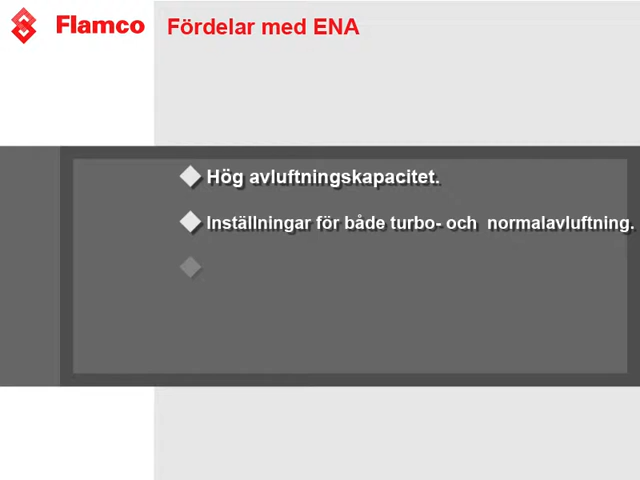 Flamco
Fördelar med ENA
Hög avluftningskapacitet.
Inställningar för både turbo- och normalavluftning.